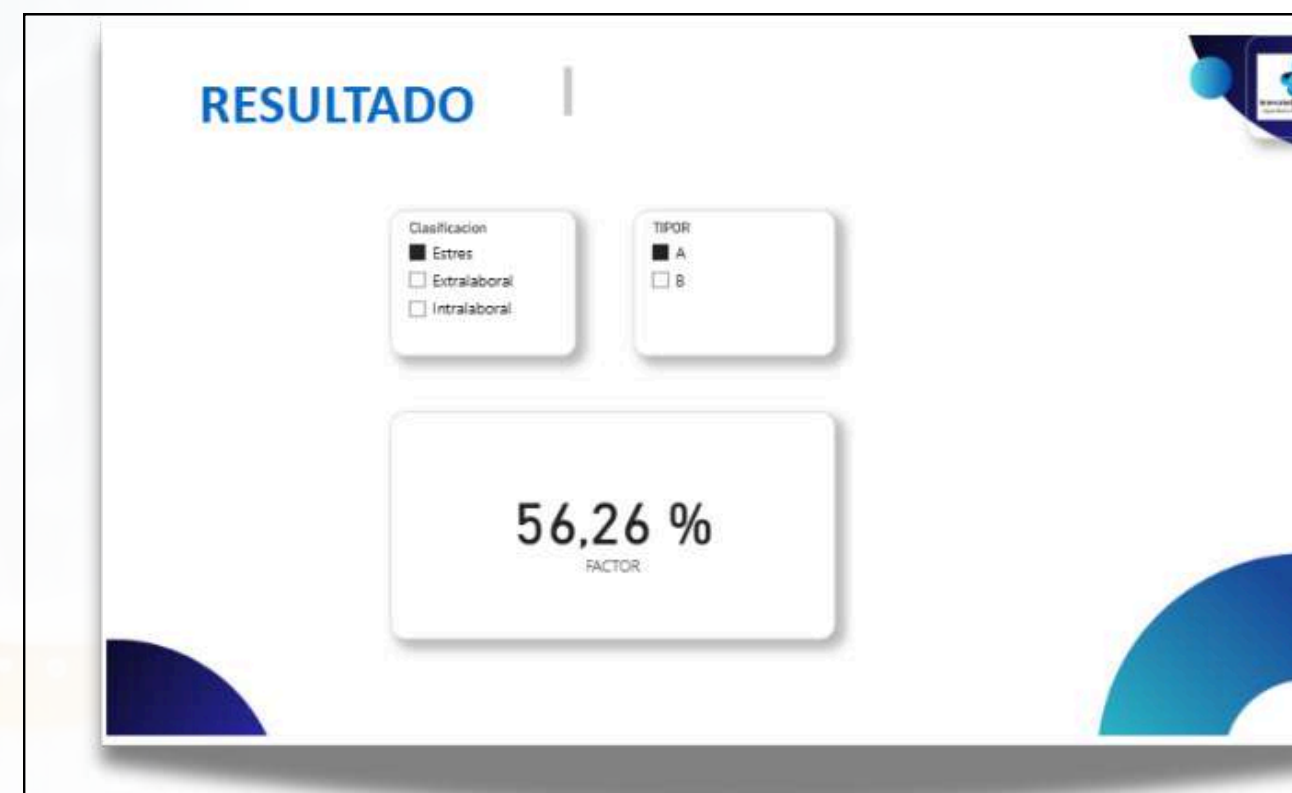 RESULTADO
Clasificacion
Estres
Extralaboral
Intralaboral
TIPOR
A
B
56,26 %
FACTOR